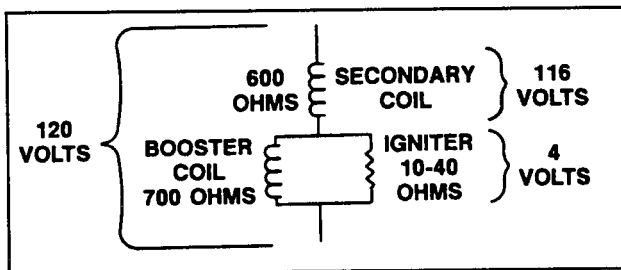 120
VOLTS
600
OHMS
SECONDARY
COIL
116
VOLTS
BOOSTER
COIL
700 OHMS
IGNITER
10-40
OHMS
4
VOLTS